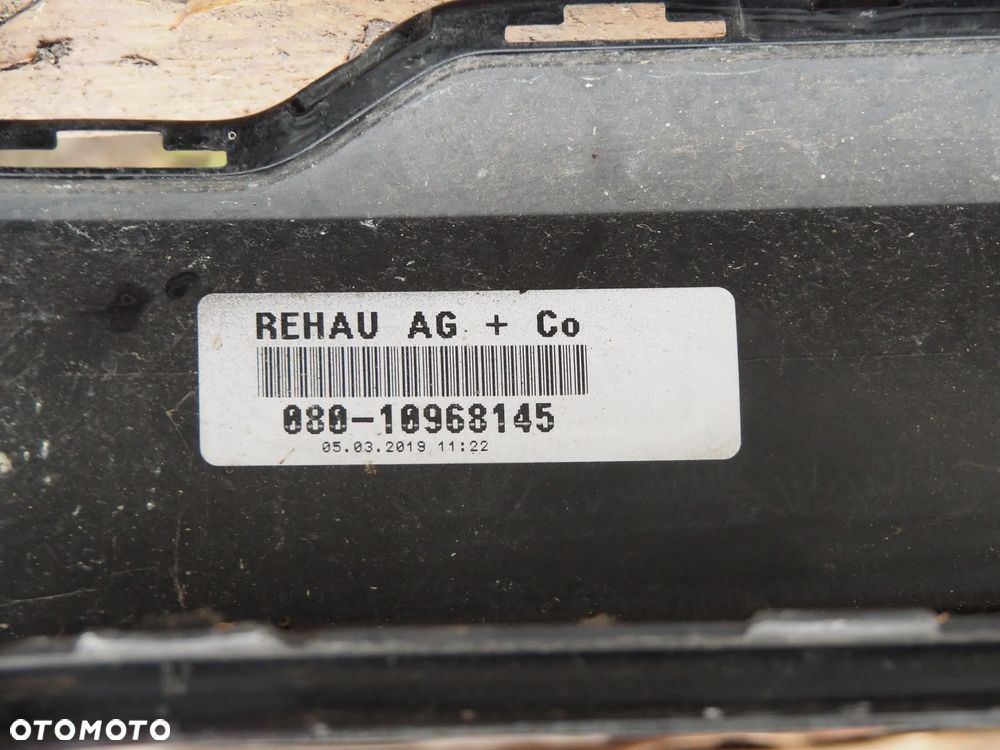 REHAU AG + Co
080-10968145
05.03.2019 11:22
OTOMOTO